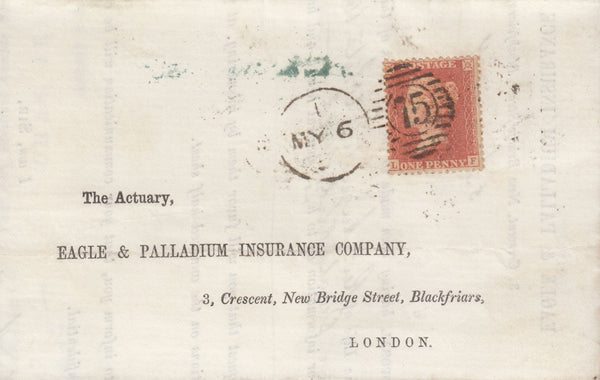 POSTAGE
15
MY 6
L ONE PENNY F
The Actuary,
EAGLE & PALLADIUM INSURANCE COMPANY,
3, Crescent, New Bridge Street, Blackfriars,
LONDON.